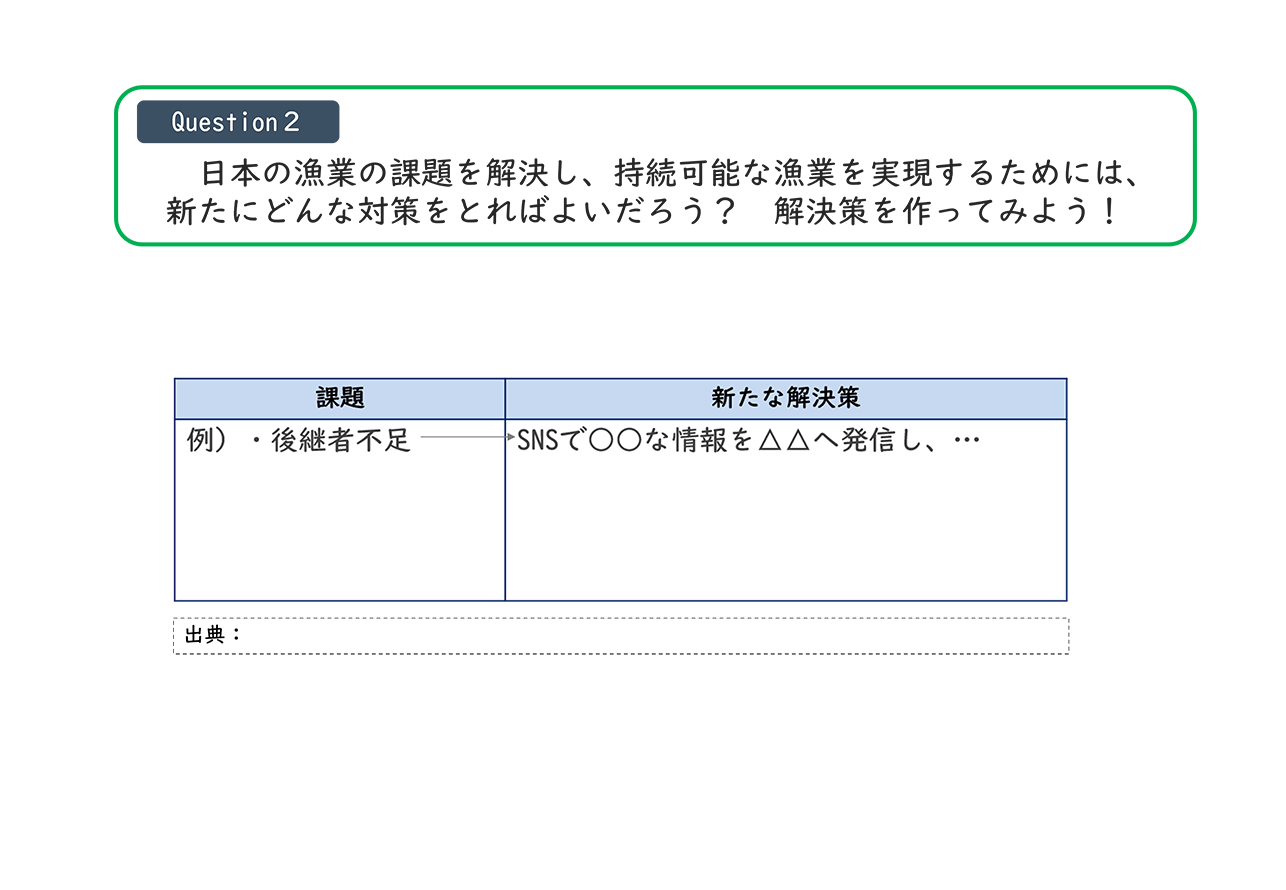 Question２
日本の漁業の課題を解決し、持続可能な漁業を実現するためには、
新たにどんな対策をとればよいだろう？　解決策を作ってみよう！
課題
新たな解決策
例）・後継者不足
SNSで○○な情報を△△へ発信し、…
出典：